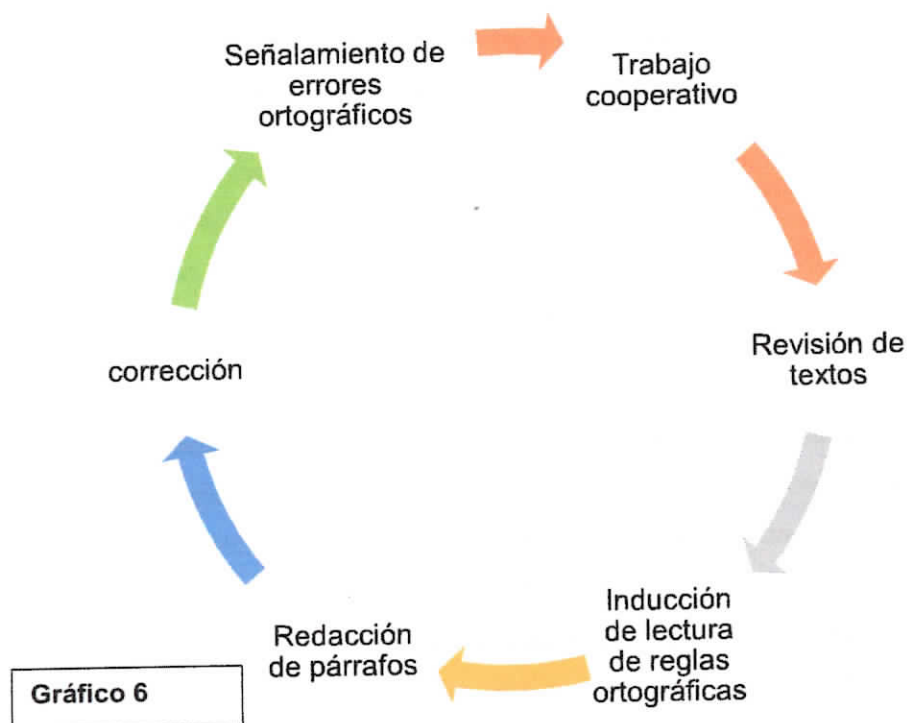 Señalamiento de
errores
ortográficos
Trabajo
cooperativo
Revisión de
textos
Inducción
de lectura
de reglas
ortográficas
Redacción
de párrafos
corrección
Gráfico 6